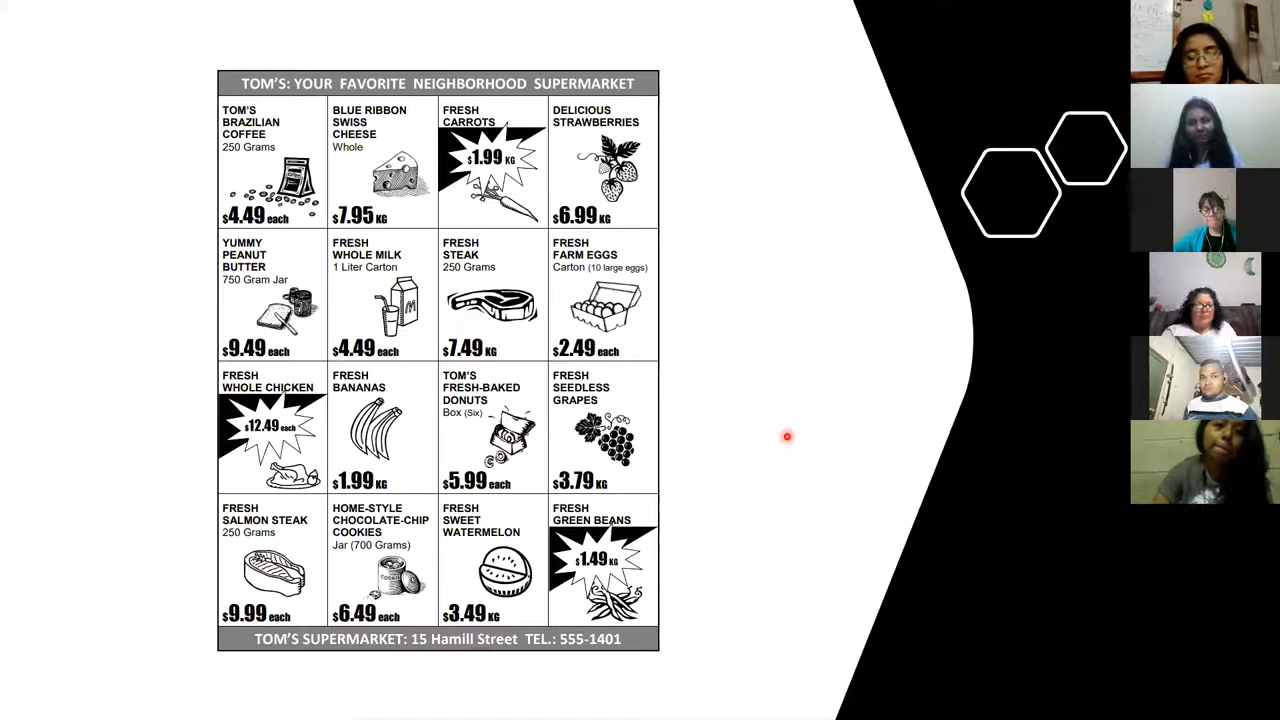 TOM'S: YOUR FAVORITE NEIGHBORHOOD SUPERMARKET
TOM'S
BRAZILIAN
COFFEE
250 Grams
$4.49 each
BLUE RIBBON
SWISS
CHEESE
Whole
$7.95 KG
FRESH
CARROTS
$1.99 KG
DELICIOUS
STRAWBERRIES
$6.99 KG
YUMMY
PEANUT
BUTTER
750 Gram Jar
$9.49 each
FRESH
WHOLE MILK
1 Liter Carton
$4.49 each
FRESH
STEAK
250 Grams
$7.49 KG
FRESH
FARM EGGS
Carton (10 large eggs)
$2.49 each
FRESH
WHOLE CHICKEN
$12.49 each
FRESH
BANANAS
$1.99 KG
TOM'S
FRESH-BAKED
DONUTS
Box (Six)
$5.99 each
FRESH
SEEDLESS
GRAPES
$3.79 KG
FRESH
SALMON STEAK
250 Grams
$9.99 each
HOME-STYLE
CHOCOLATE-CHIP
COOKIES
Jar (700 Grams)
$6.49 each
FRESH
SWEET
WATERMELON
$3.49 KG
FRESH
GREEN BEANS
$1.49 KG
TOM'S SUPERMARKET: 15 Hamill Street TEL.: 555-1401